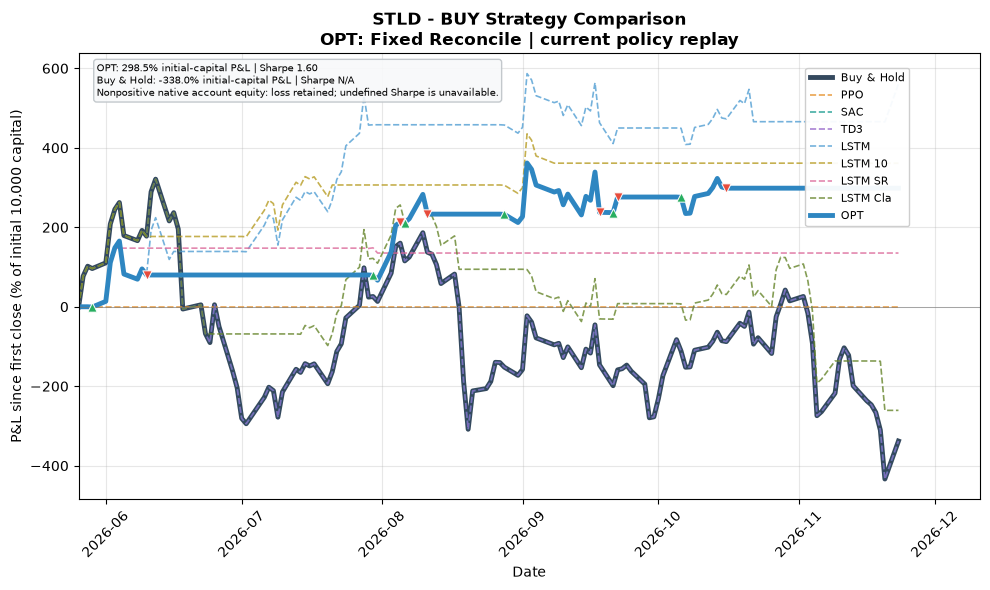 STLD - BUY Strategy Comparison
OPT: Fixed Reconcile | current policy replay
OPT: 298.5% initial-capital P&L | Sharpe 1.60
Buy & Hold: -338.0% initial-capital P&L | Sharpe N/A
Nonpositive native account equity: loss retained; undefined Sharpe is unavailable.
Buy & Hold
PPO
SAC
TD3
LSTM
LSTM 10
LSTM SR
LSTM Cla
OPT
P&L since first close (% of initial 10,000 capital)
600
400
200
0
−200
−400
2026-06
2026-07
2026-08
2026-09
2026-10
2026-11
2026-12
Date